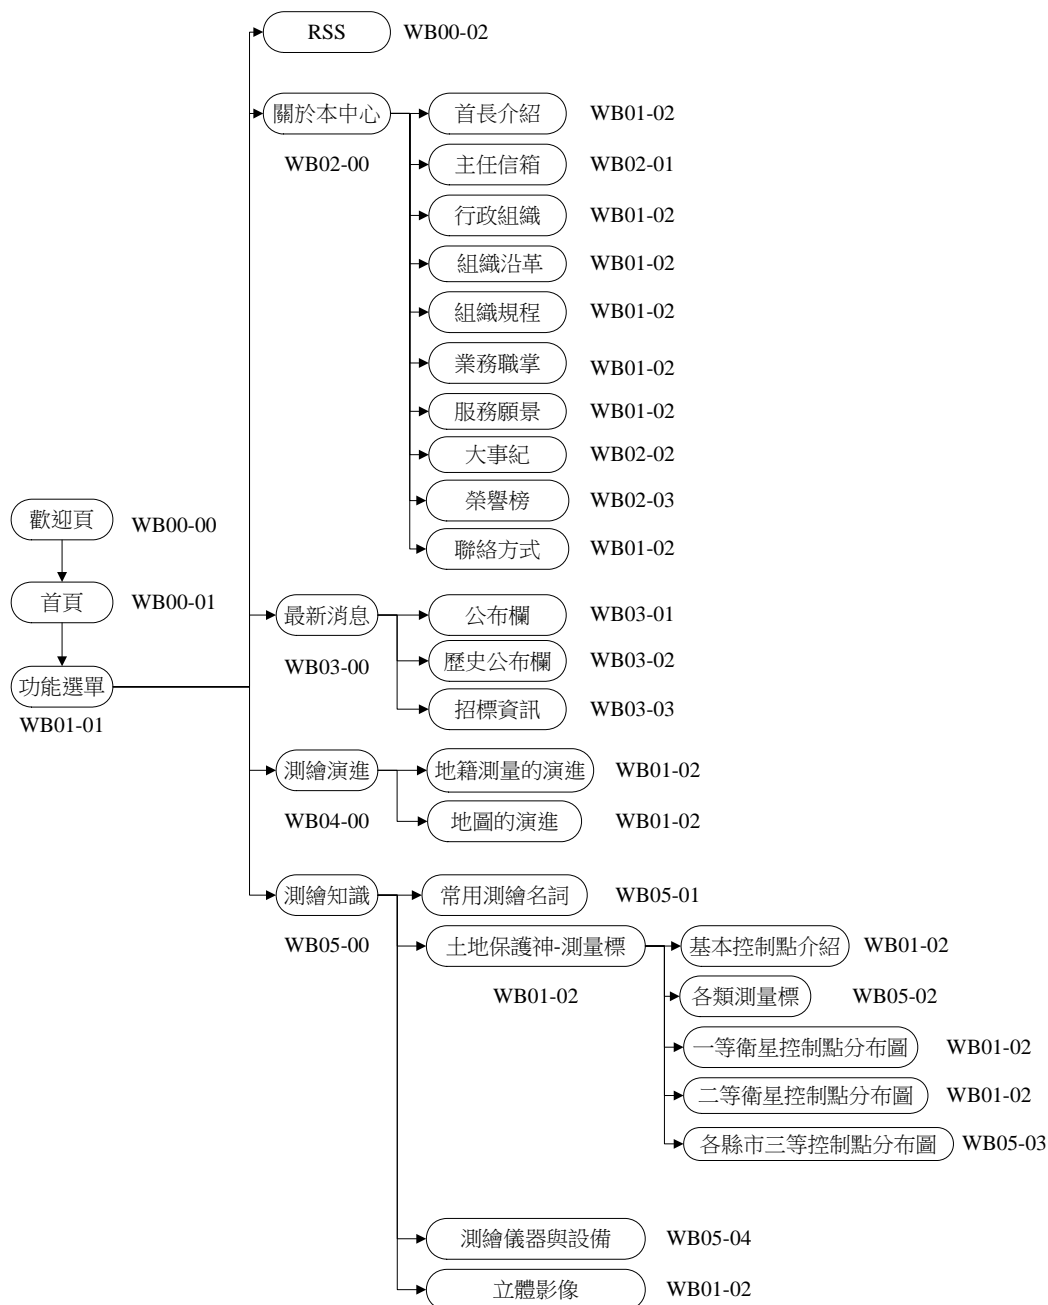 RSS WB00-02
關於本中心
WB02-00
首長介紹 WB01-02
主任信箱 WB02-01
行政組織 WB01-02
組織沿革 WB01-02
組織規程 WB01-02
業務職掌 WB01-02
服務願景 WB01-02
大事紀 WB02-02
榮譽榜 WB02-03
聯絡方式 WB01-02
歡迎頁 WB00-00
首頁 WB00-01
功能選單
WB01-01
最新消息
WB03-00
公布欄 WB03-01
歷史公布欄 WB03-02
招標資訊 WB03-03
測繪演進
WB04-00
地籍測量的演進 WB01-02
地圖的演進 WB01-02
測繪知識
WB05-00
常用測繪名詞 WB05-01
土地保護神-測量標
WB01-02
基本控制點介紹 WB01-02
各類測量標 WB05-02
一等衛星控制點分布圖 WB01-02
二等衛星控制點分布圖 WB01-02
各縣市三等控制點分布圖 WB05-03
測繪儀器與設備 WB05-04
立體影像 WB01-02